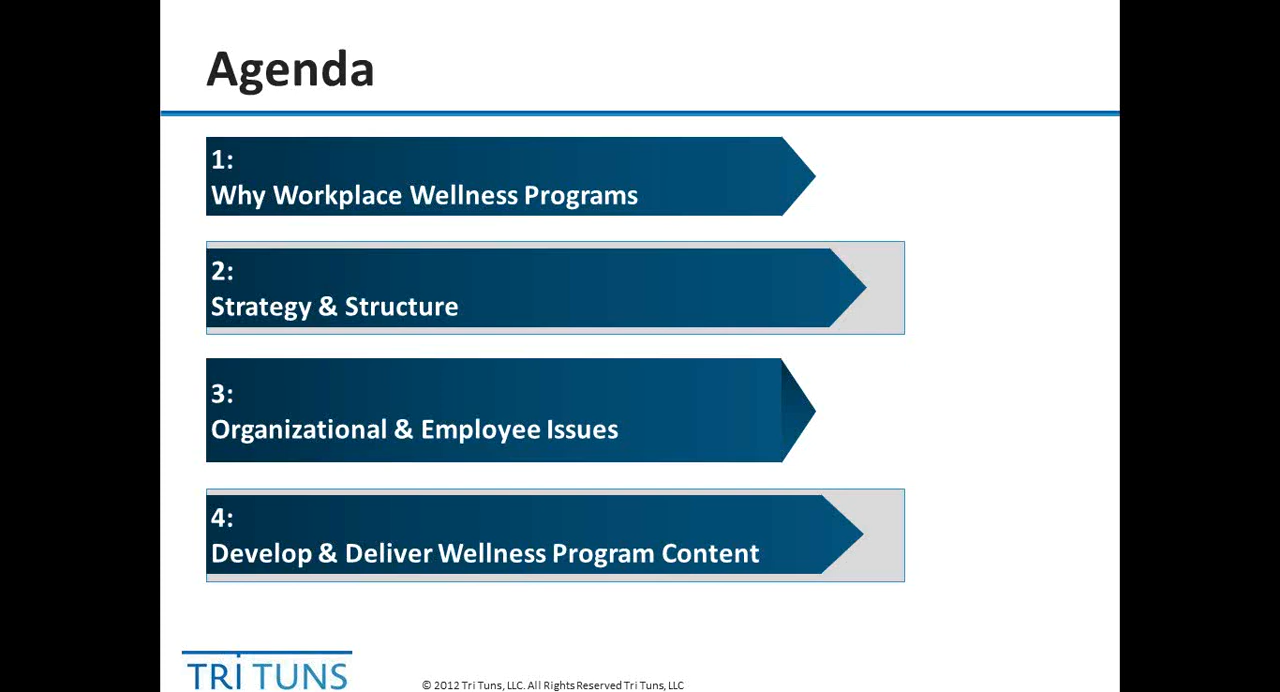 Agenda
1:
Why Workplace Wellness Programs
2:
Strategy & Structure
3:
Organizational & Employee Issues
4:
Develop & Deliver Wellness Program Content
TRi TUNS
© 2012 Tri Tuns, LLC. All Rights Reserved Tri Tuns, LLC